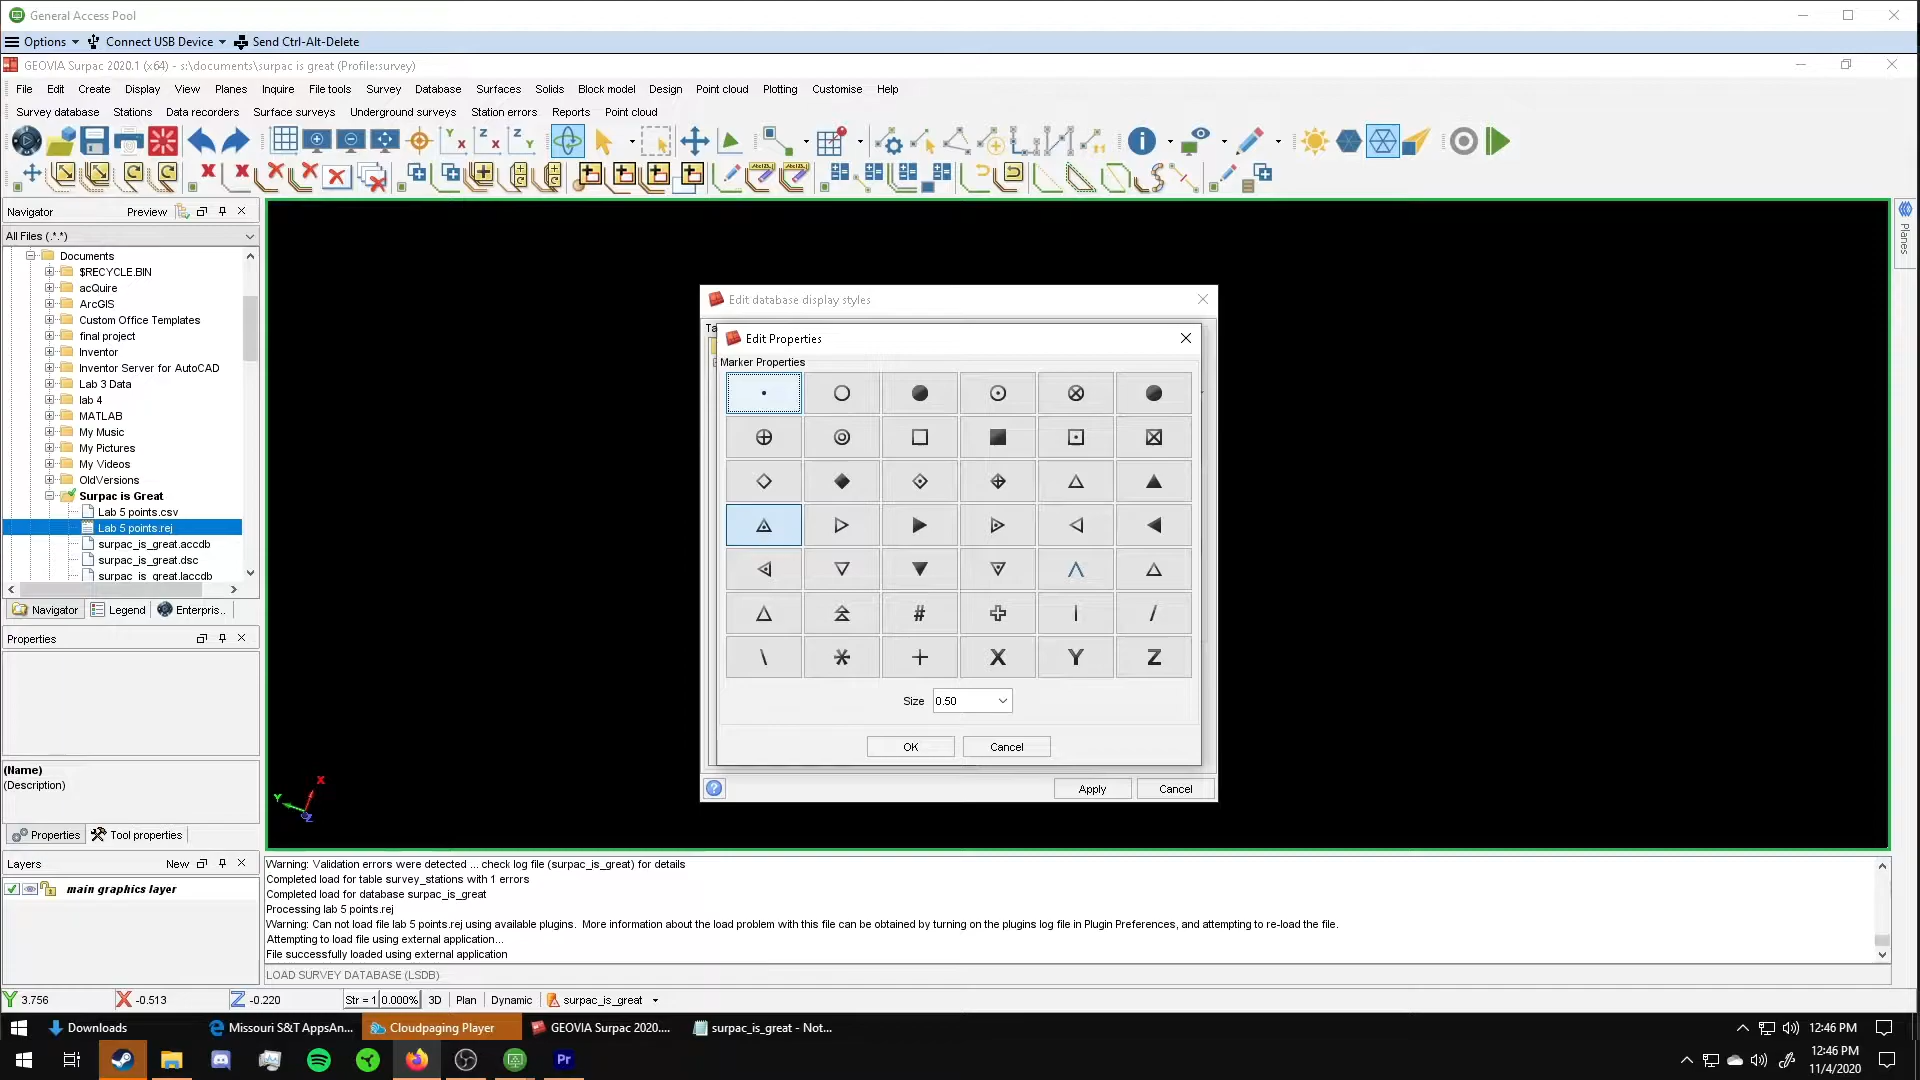 General Access Pool
Options Connect USB Device Send Ctrl-Alt-Delete
GEOVIA Surpac 2020.1 (x64) - s:\documents\surpac is great (Profile:survey)
File Edit Create Display View Planes Inquire File tools Survey Database Surfaces Solids Block model Design Point cloud Plotting Customise Help
Survey database Stations Data recorders Surface surveys Underground surveys Station errors Reports Point cloud
Navigator Preview
All Files (*.*)
Documents
$RECYCLE.BIN
acQuire
ArcGIS
Custom Office Templates
final project
Inventor
Inventor Server for AutoCAD
Lab 3 Data
lab 4
MATLAB
My Music
My Pictures
My Videos
OldVersions
Surpac is Great
Lab 5 points.csv
Lab 5 points.rej
surpac_is_great.accdb
surpac_is_great.dsc
surpac_is_great.laccdb
Navigator Legend Enterpris..
Properties
(Name)
(Description)
Properties Tool properties
Layers New
main graphics layer
Planes
Edit database display styles
Ta
Edit Properties
Marker Properties
#
X Y Z
Size 0.50
OK Cancel
Apply Cancel
X
Y
Z
Warning: Validation errors were detected ... check log file (surpac_is_great) for details
Completed load for table survey_stations with 1 errors
Completed load for database surpac_is_great
Processing lab 5 points.rej
Warning: Can not load file lab 5 points.rej using available plugins. More information about the load problem with this file can be obtained by turning on the plugins log file in Plugin Preferences, and attempting to re-load the file.
Attempting to load file using external application...
File successfully loaded using external application
LOAD SURVEY DATABASE (LSDB)
Y 3.756 X -0.513 Z -0.220 Str = 1 0.000% 3D Plan Dynamic surpac_is_great
Downloads Missouri S&T AppsAn... Cloudpaging Player GEOVIA Surpac 2020.... surpac_is_great - Not... 12:46 PM
Pr 12:46 PM
11/4/2020